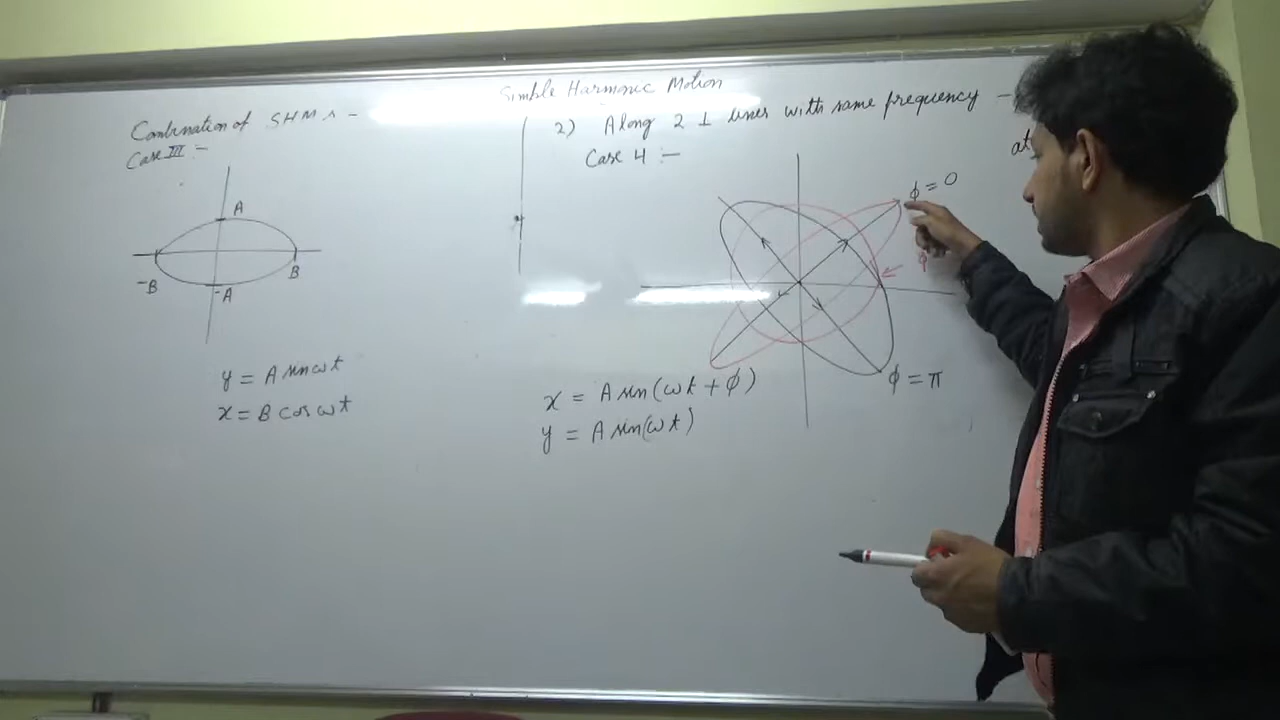 Simple Harmonic Motion
Combination of SHM s -
Case III :-
A
-B
B
-A
y = A sin ωt
x = B cos ωt
2) Along 2 ⊥ lines with same frequency -
at
Case 4 :-
ϕ = 0
ϕ
ϕ = π
x = A sin (ωt + ϕ)
y = A sin (ωt)